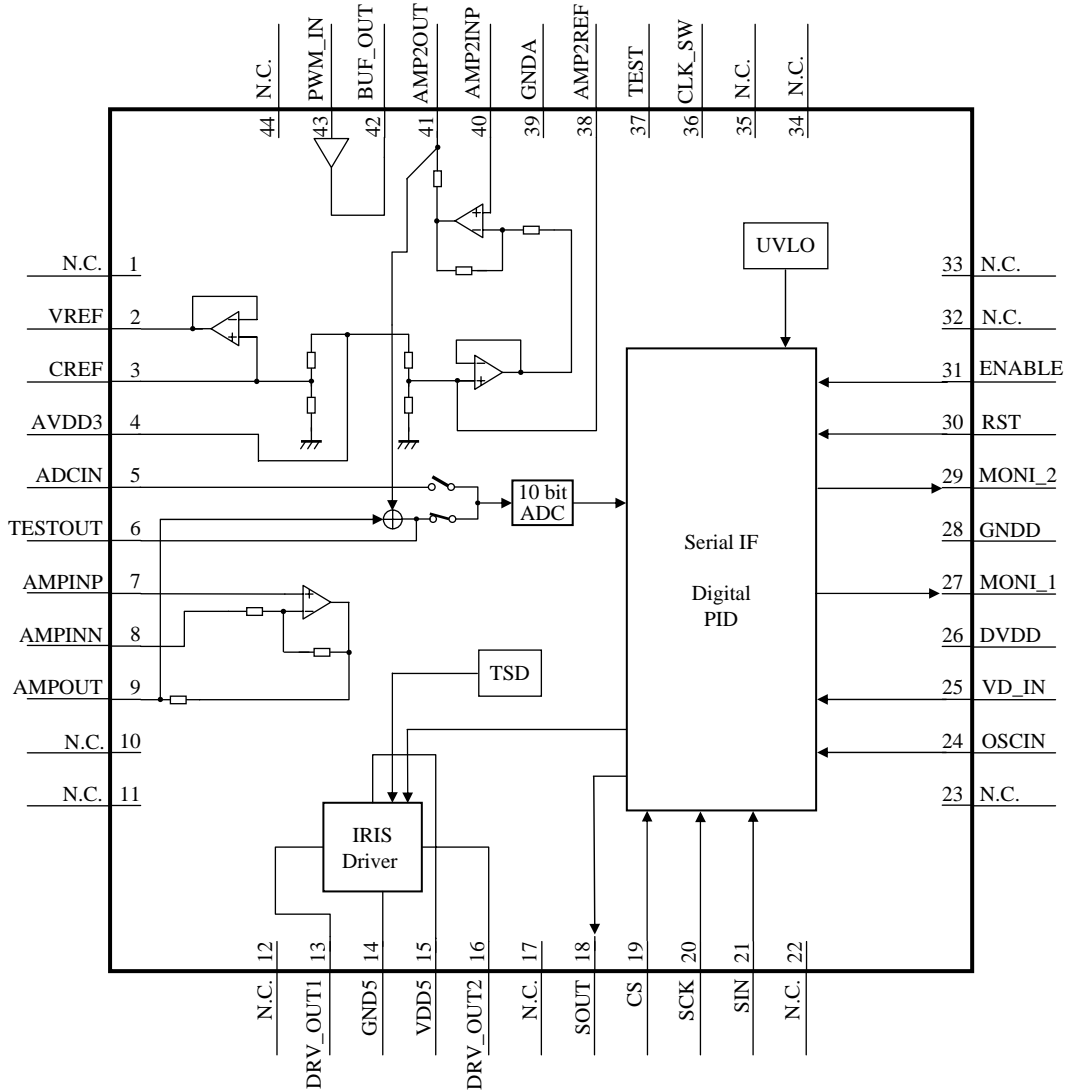 N.C.
PWM_IN
BUF_OUT
AMP2OUT
AMP2INP
GNDA
AMP2REF
TEST
CLK_SW
N.C.
N.C.
44
43
42
41
40
39
38
37
36
35
34
N.C. 1
VREF 2
CREF 3
AVDD3 4
ADCIN 5
TESTOUT 6
AMPINP 7
AMPINN 8
AMPOUT 9
N.C. 10
N.C. 11
+
−
−
+
−
+
+
−
UVLO
10 bit
ADC
Serial IF
Digital
PID
TSD
IRIS
Driver
33 N.C.
32 N.C.
31 ENABLE
30 RST
29 MONI_2
28 GNDD
27 MONI_1
26 DVDD
25 VD_IN
24 OSCIN
23 N.C.
12
13
14
15
16
17
18
19
20
21
22
N.C.
DRV_OUT1
GND5
VDD5
DRV_OUT2
N.C.
SOUT
CS
SCK
SIN
N.C.